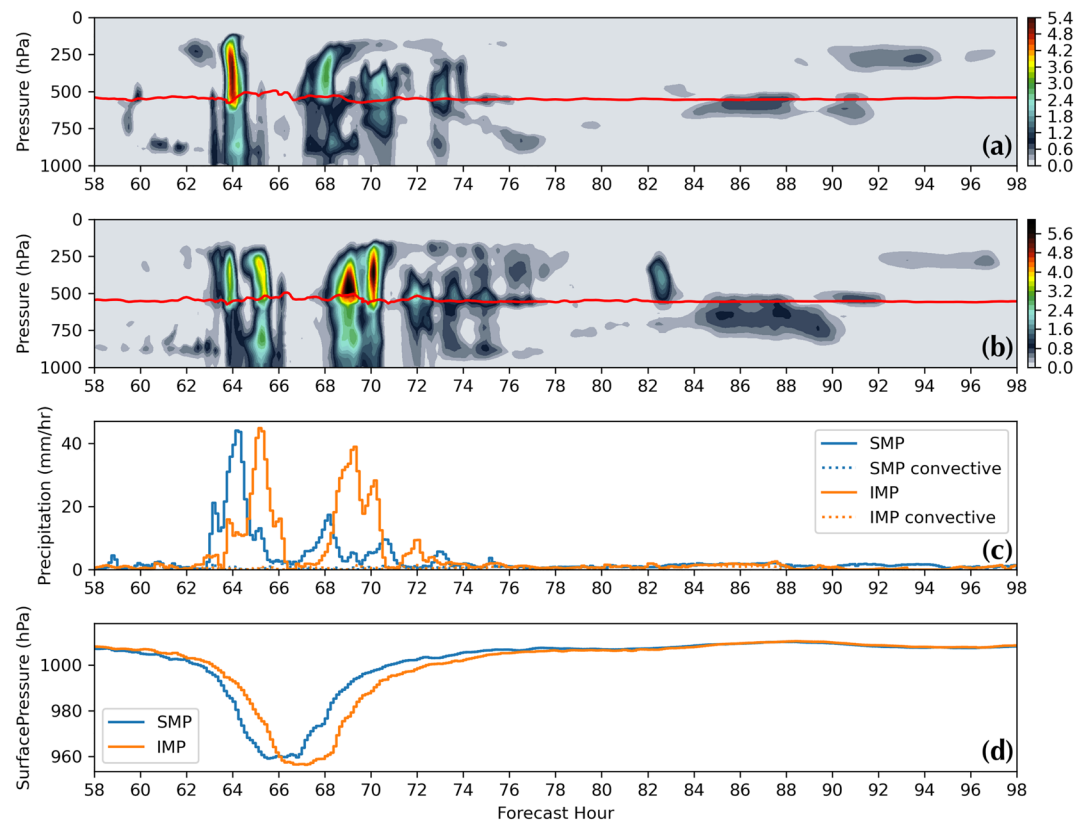 0
250
500
750
1000
Pressure (hPa)
58 60 62 64 66 68 70 72 74 76 78 80 82 84 86 88 90 92 94 96 98
(a)
5.4
4.8
4.2
3.6
3.0
2.4
1.8
1.2
0.6
0.0
0
250
500
750
1000
Pressure (hPa)
58 60 62 64 66 68 70 72 74 76 78 80 82 84 86 88 90 92 94 96 98
(b)
5.6
4.8
4.0
3.2
2.4
1.6
0.8
0.0
40
20
0
Precipitation (mm/hr)
SMP
SMP convective
IMP
IMP convective
(c)
58 60 62 64 66 68 70 72 74 76 78 80 82 84 86 88 90 92 94 96 98
1000
980
960
SurfacePressure (hPa)
SMP
IMP
(d)
58 60 62 64 66 68 70 72 74 76 78 80 82 84 86 88 90 92 94 96 98
Forecast Hour